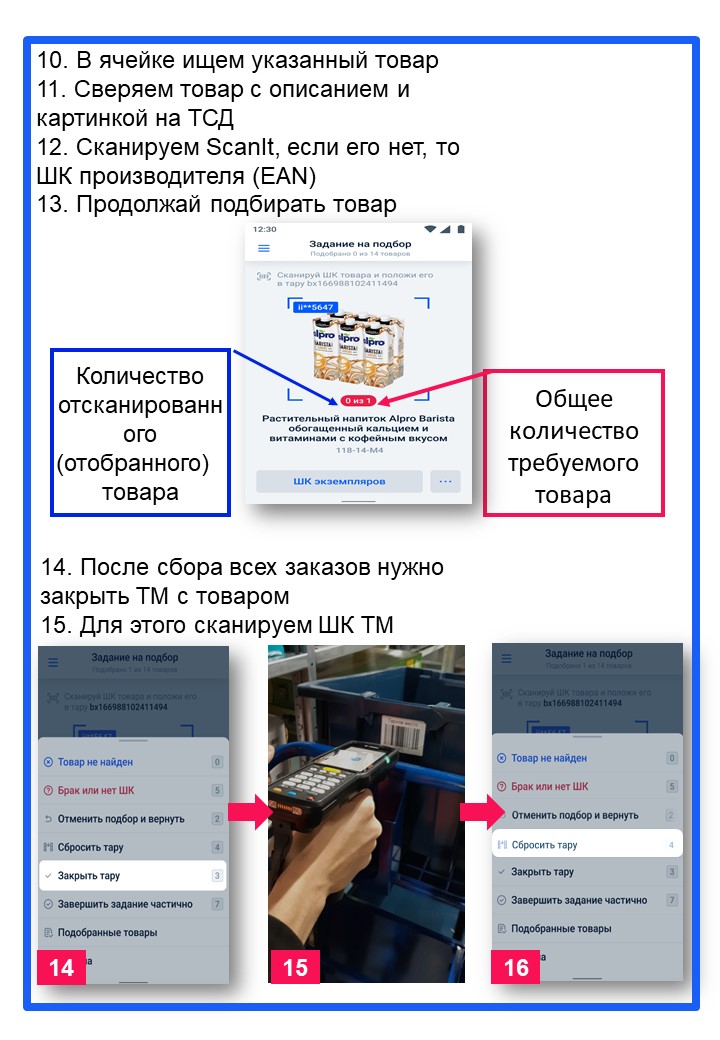 10. В ячейке ищем указанный товар
11. Сверяем товар с описанием и
картинкой на ТСД
12. Сканируем ScanIt, если его нет, то
ШК производителя (EAN)
13. Продолжай подбирать товар
12:30
Задание на подбор
Подобрано 0 из 14 товаров
Сканируй ШК товара и положи его
в тару bx166988102411494
ii**5647
alpro
BARISTA
0 из 1
Растительный напиток Alpro Barista
обогащенный кальцием и
витаминами с кофейным вкусом
118-14-M4
ШК экземпляров
...
Количество
отсканированн
ого
(отобранного)
товара
Общее
количество
требуемого
товара
14. После сбора всех заказов нужно
закрыть ТМ с товаром
15. Для этого сканируем ШК ТМ
Задание на подбор
Подобрано 1 из 14 товаров
Сканируй ШК товара и положи его
в тару bx166988102411494
ii**5647
Товар не найден 0
Брак или нет ШК 5
Отменить подбор и вернуть 2
Сбросить тару 4
Закрыть тару 3
Завершить задание частично 7
Подобранные товары
на
14
15
Задание на подбор
Подобрано 1 из 14 товаров
Сканируй ШК товара и положи его
в тару bx166988102411494
Товар не найден 0
Брак или нет ШК 5
Отменить подбор и вернуть 2
Сбросить тару 4
Закрыть тару 3
Завершить задание частично 7
Подобранные товары
а
16